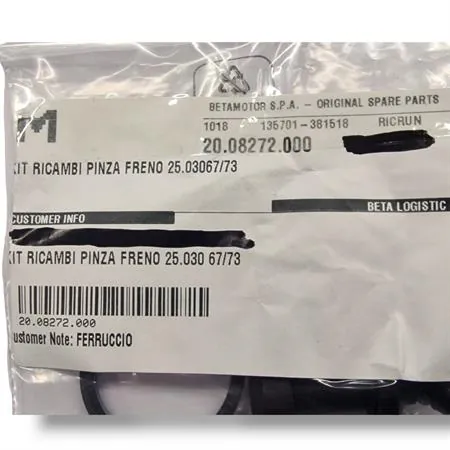 BETAMOTOR S.P.A. - ORIGINAL SPARE PARTS
1018 135701-381518 RICRUN
20.08272.000
KIT RICAMBI PINZA FRENO 25.03067/73
BETA LOGISTIC
CUSTOMER INFO
KIT RICAMBI PINZA FRENO 25.030 67/73
20.08272.000
ustomer Note: FERRUCCIO